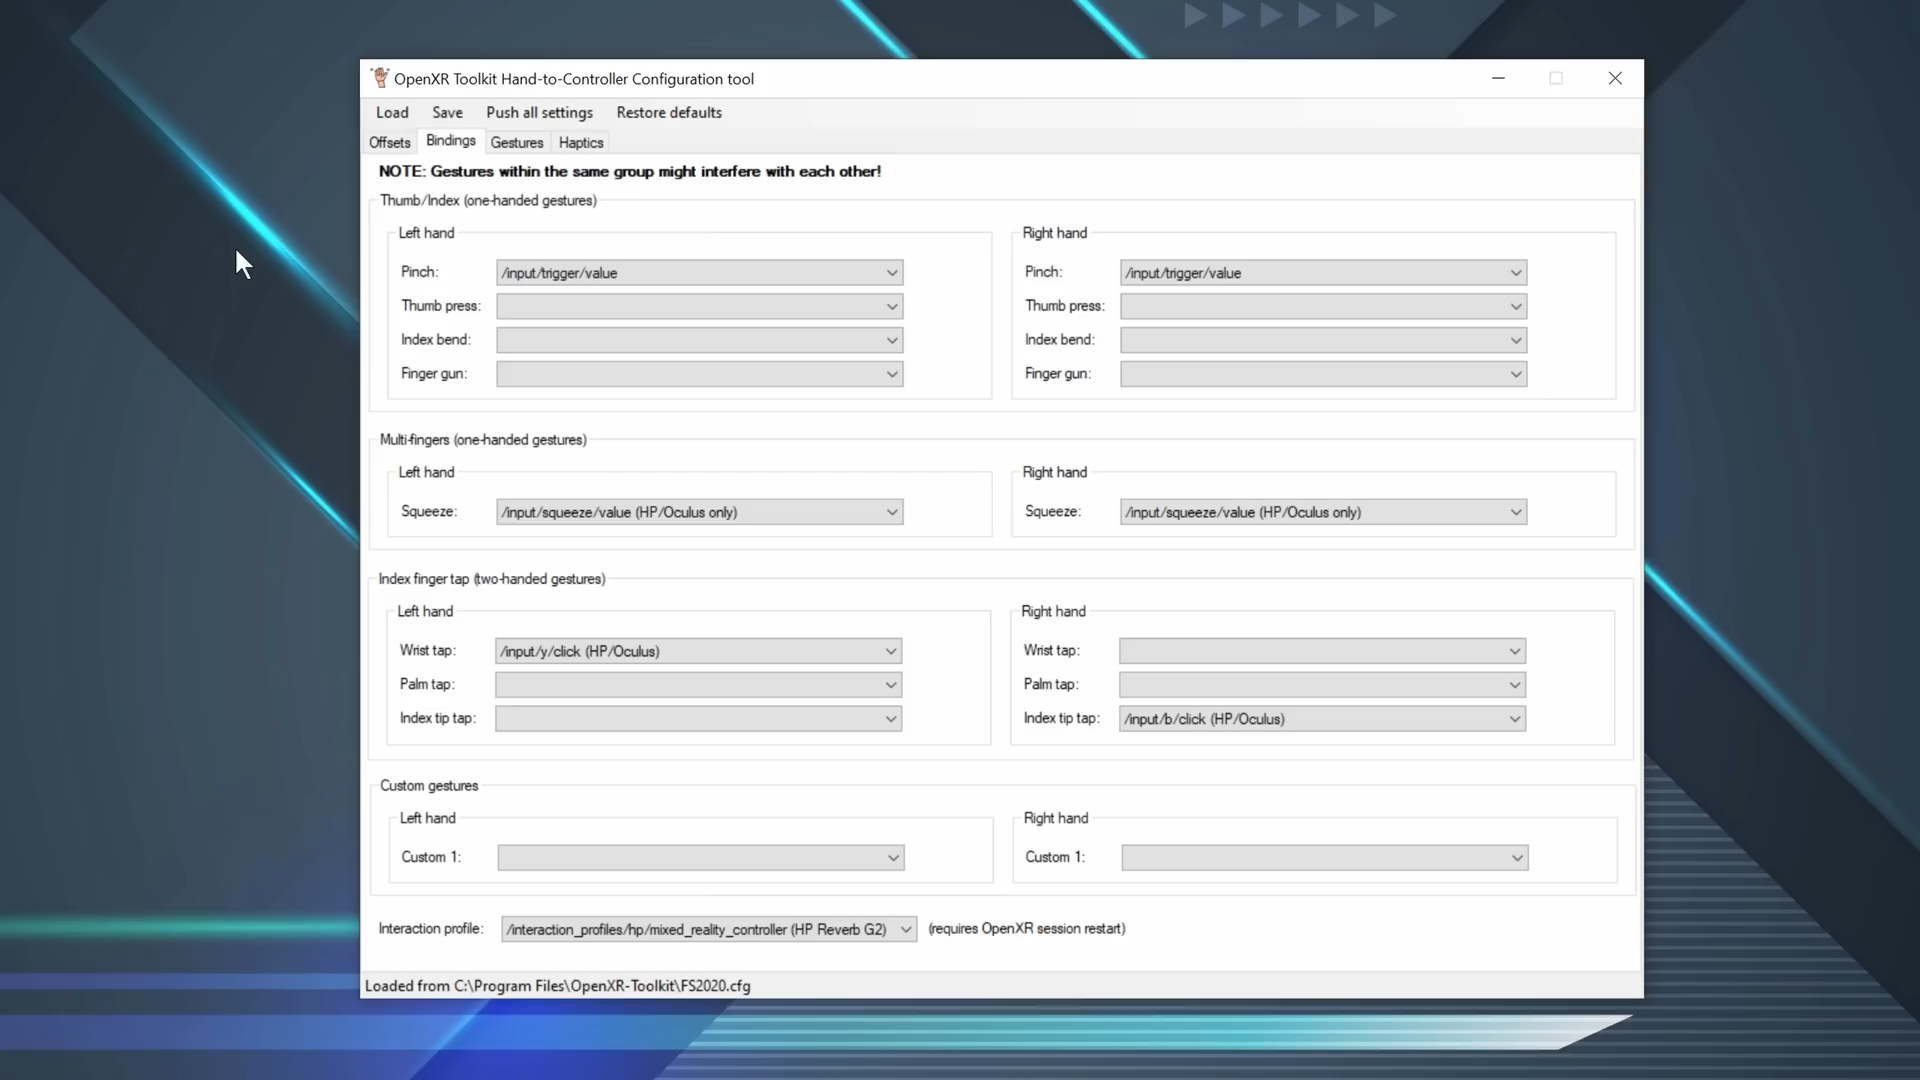 OpenXR Toolkit Hand-to-Controller Configuration tool
Load Save Push all settings Restore defaults
Offsets Bindings Gestures Haptics
NOTE: Gestures within the same group might interfere with each other!
Thumb/Index (one-handed gestures)
Left hand Right hand
Pinch: /input/trigger/value Pinch: /input/trigger/value
Thumb press: Thumb press:
Index bend: Index bend:
Finger gun: Finger gun:
Multi-fingers (one-handed gestures)
Left hand Right hand
Squeeze: /input/squeeze/value (HP/Oculus only) Squeeze: /input/squeeze/value (HP/Oculus only)
Index finger tap (two-handed gestures)
Left hand Right hand
Wrist tap: /input/y/click (HP/Oculus) Wrist tap:
Palm tap: Palm tap:
Index tip tap: Index tip tap: /input/b/click (HP/Oculus)
Custom gestures
Left hand Right hand
Custom 1: Custom 1:
Interaction profile: /interaction_profiles/hp/mixed_reality_controller (HP Reverb G2) (requires OpenXR session restart)
Loaded from C:\Program Files\OpenXR-Toolkit\FS2020.cfg